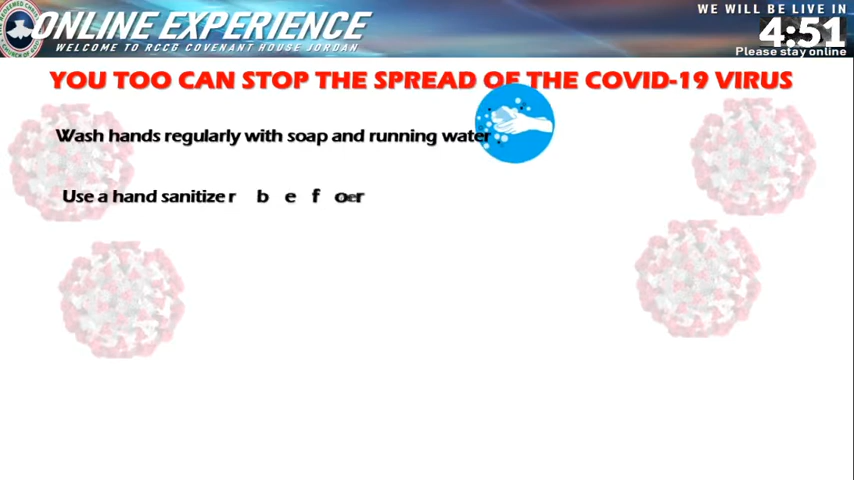 ONLINE EXPERIENCE
WELCOME TO RCCG COVENANT HOUSE JORDAN
WE WILL BE LIVE IN
4:51
Please stay online
YOU TOO CAN STOP THE SPREAD OF THE COVID-19 VIRUS
Wash hands regularly with soap and running water
Use a hand sanitizer